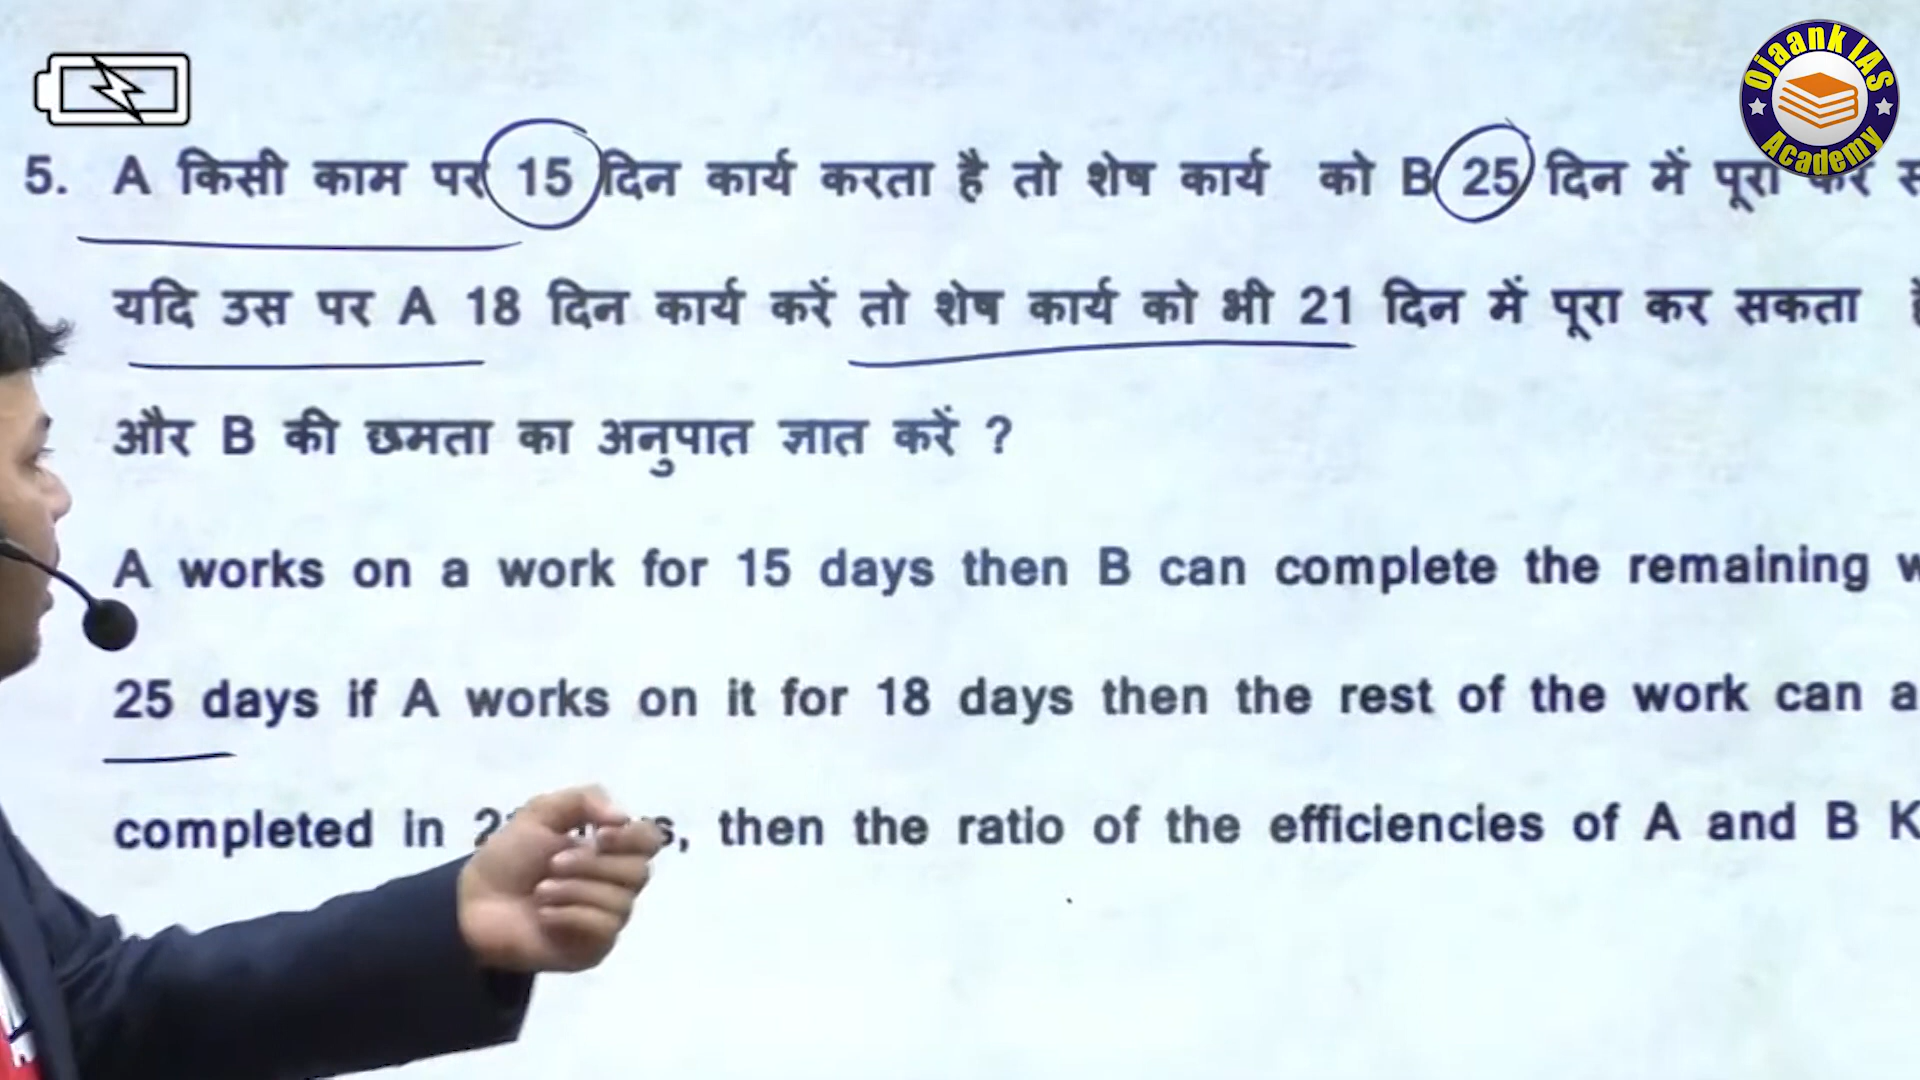 Ojaank IAS
Academy
5. A किसी काम पर 15 दिन कार्य करता है तो शेष कार्य को B 25 दिन में पूरा कर
यदि उस पर A 18 दिन कार्य करें तो शेष कार्य को भी 21 दिन में पूरा कर सकता
और B की छमता का अनुपात ज्ञात करें ?
A works on a work for 15 days then B can complete the remaining
25 days if A works on it for 18 days then the rest of the work can
completed in then the ratio of the efficiencies of A and B